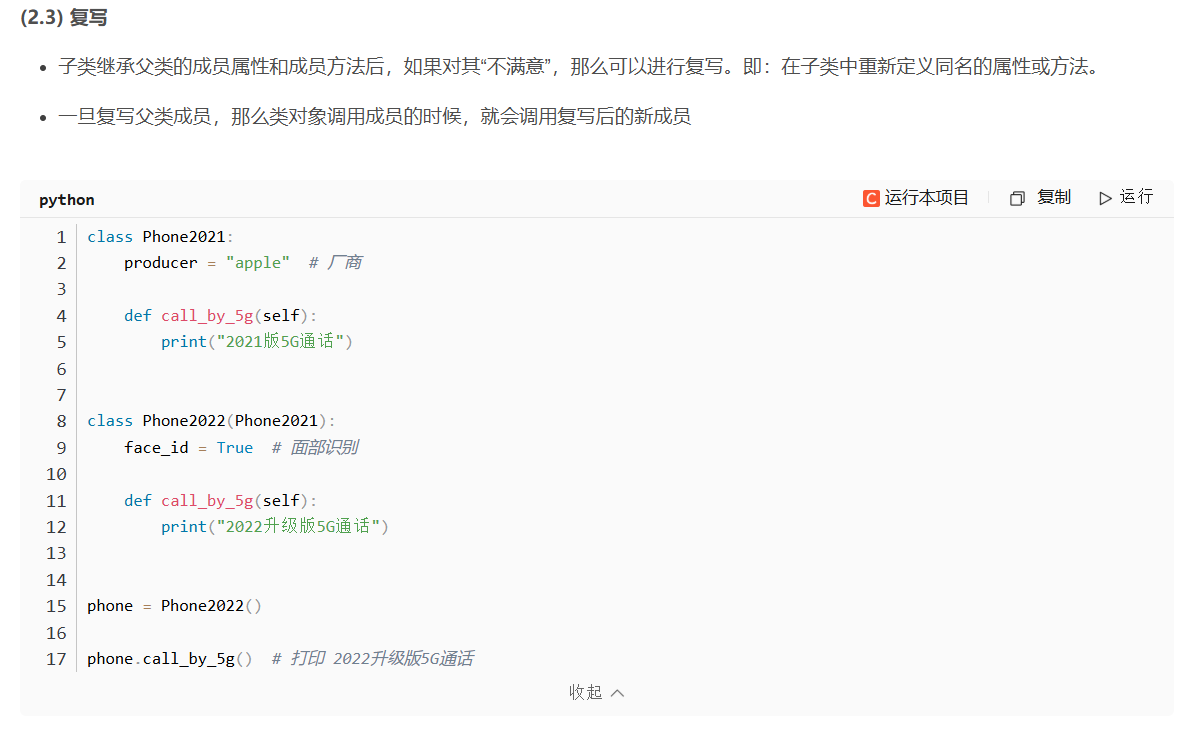 (2.3) 复写
• 子类继承父类的成员属性和成员方法后，如果对其“不满意”，那么可以进行复写。即：在子类中重新定义同名的属性或方法。
• 一旦复写父类成员，那么类对象调用成员的时候，就会调用复写后的新成员
python C 运行本项目 复制 运行
1 class Phone2021:
2     producer = "apple"  # 厂商
3
4     def call_by_5g(self):
5         print("2021版5G通话")
6
7
8 class Phone2022(Phone2021):
9     face_id = True  # 面部识别
10
11     def call_by_5g(self):
12         print("2022升级版5G通话")
13
14
15 phone = Phone2022()
16
17 phone.call_by_5g()  # 打印 2022升级版5G通话
收起